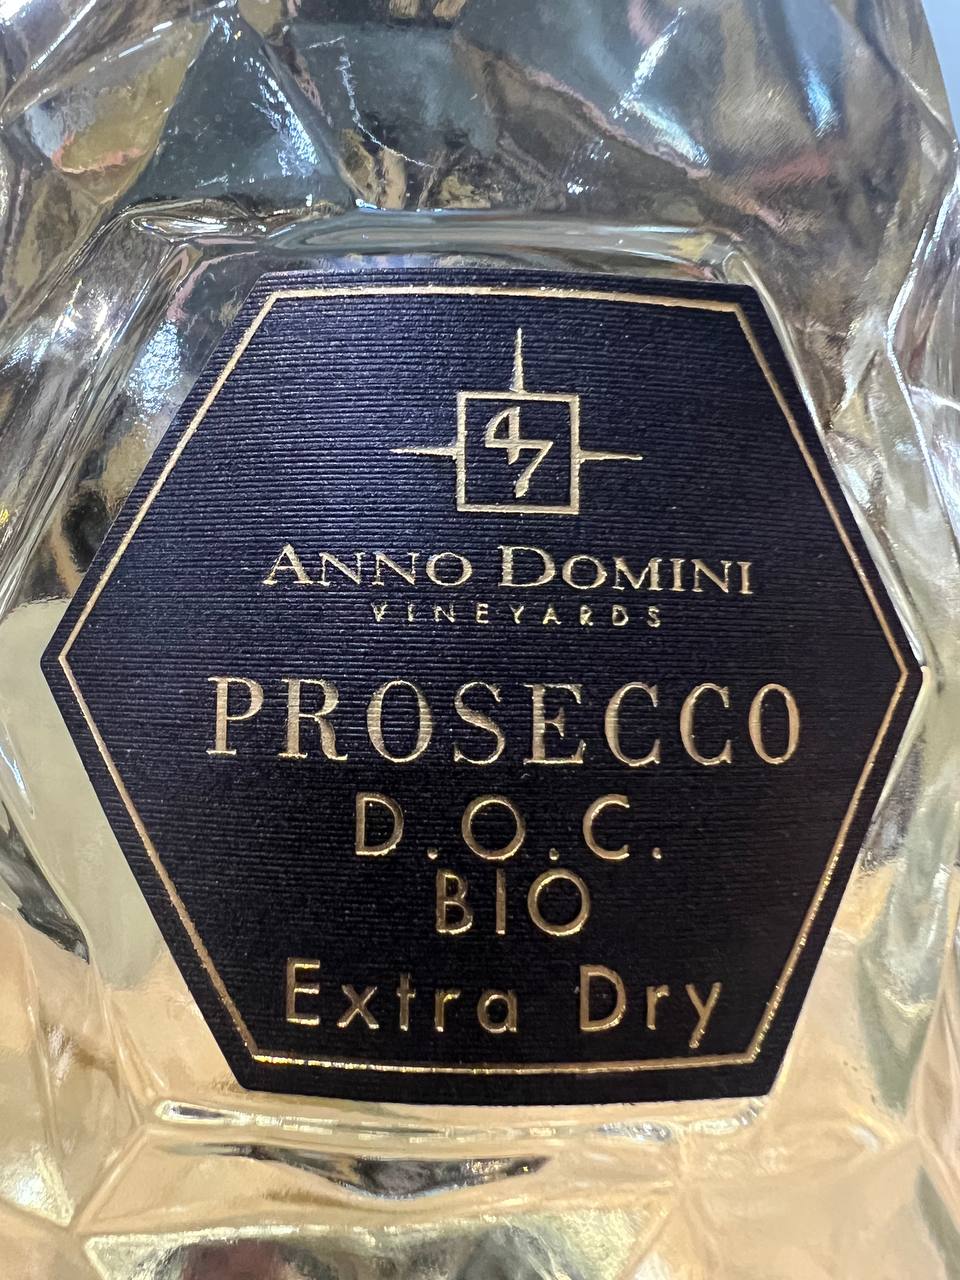 47
ANNO DOMINI
VINEYARDS
PROSECCO
D.O.C.
BIO
Extra Dry